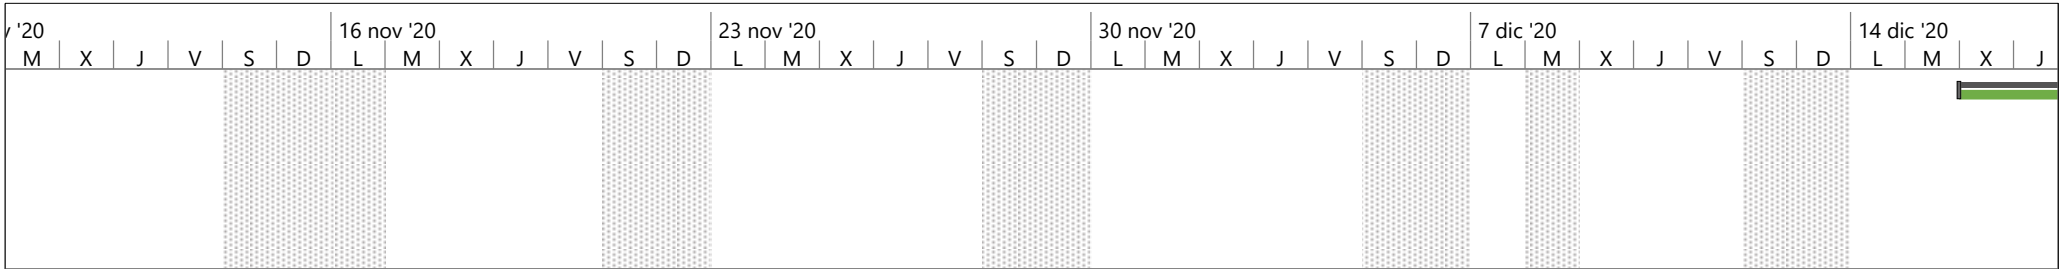 '20 16 nov '20 23 nov '20 30 nov '20 7 dic '20 14 dic '20
M X J V S D L M X J V S D L M X J V S D L M X J V S D L M X J V S D L M X J